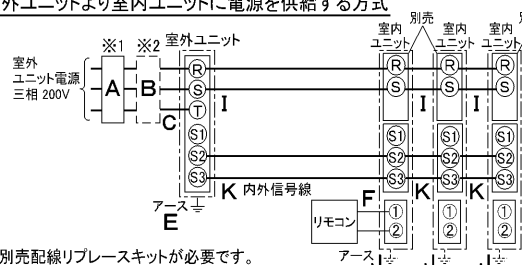 外ユニットより室内ユニットに電源を供給する方式
別売
※1 ※2 室外ユニット
室内 室内 室内
ユニット ユニット ユニット
室外
ユニット電源
三相 200V
A B C
R S T S1 S2 S3
I I I
R S S1 S2 S3 ① ②
R S S1 S2 S3 ① ②
R S S1 S2 S3 ① ②
K 内外信号線 K K
アース
E
F
リモコン
アース
別売配線リプレースキットが必要です。